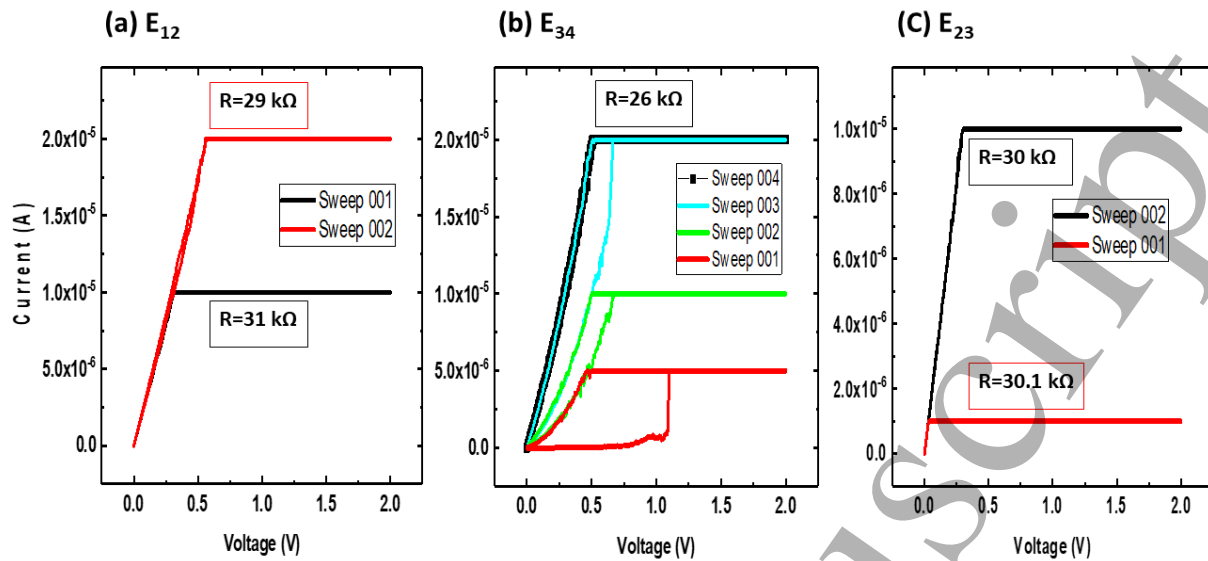 (a) E₁₂
(b) E₃₄
(C) E₂₃
R=29 kΩ
2.0x10⁻⁵
1.5x10⁻⁵
1.0x10⁻⁵
5.0x10⁻⁶
0.0
Current (A)
Sweep 001
Sweep 002
R=31 kΩ
0.0 0.5 1.0 1.5 2.0
Voltage (V)
R=26 kΩ
2.0x10⁻⁵
1.5x10⁻⁵
1.0x10⁻⁵
5.0x10⁻⁶
0.0
Sweep 004
Sweep 003
Sweep 002
Sweep 001
0.0 0.5 1.0 1.5 2.0
Voltage (V)
1.0x10⁻⁵
8.0x10⁻⁶
6.0x10⁻⁶
4.0x10⁻⁶
2.0x10⁻⁶
0.0
R=30 kΩ
Sweep 002
Sweep 001
R=30.1 kΩ
0.0 0.5 1.0 1.5 2.0
Voltage (V)
uscript